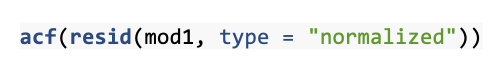 acf(resid(mod1, type = "normalized"))